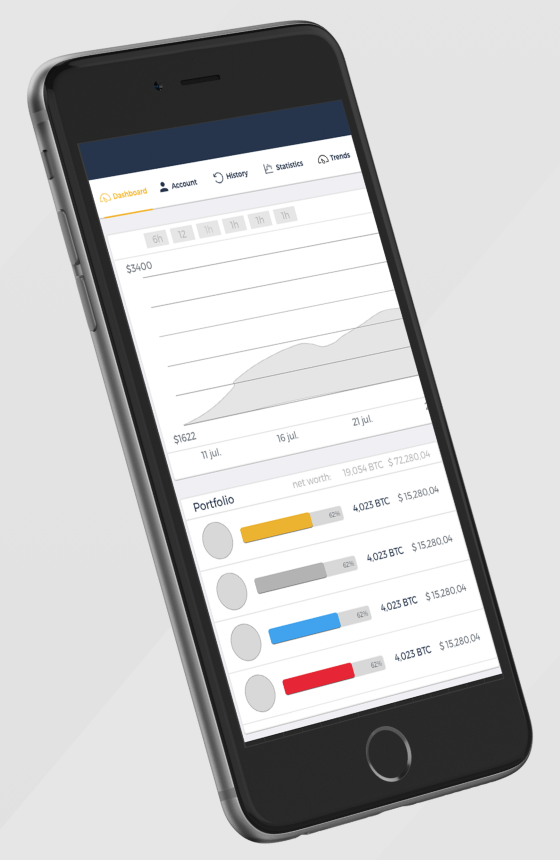 Dashboard Account History Statistics Trends
6h 12 1h 1h 1h 1h
$3400
$1622
11 jul. 16 jul. 21 jul.
Portfolio net worth: 19,054 BTC $ 72,280.04
62% 4,023 BTC $ 15,280,04
62% 4,023 BTC $ 15,280,04
62% 4,023 BTC $ 15,280,04
62% 4,023 BTC $ 15,280,04